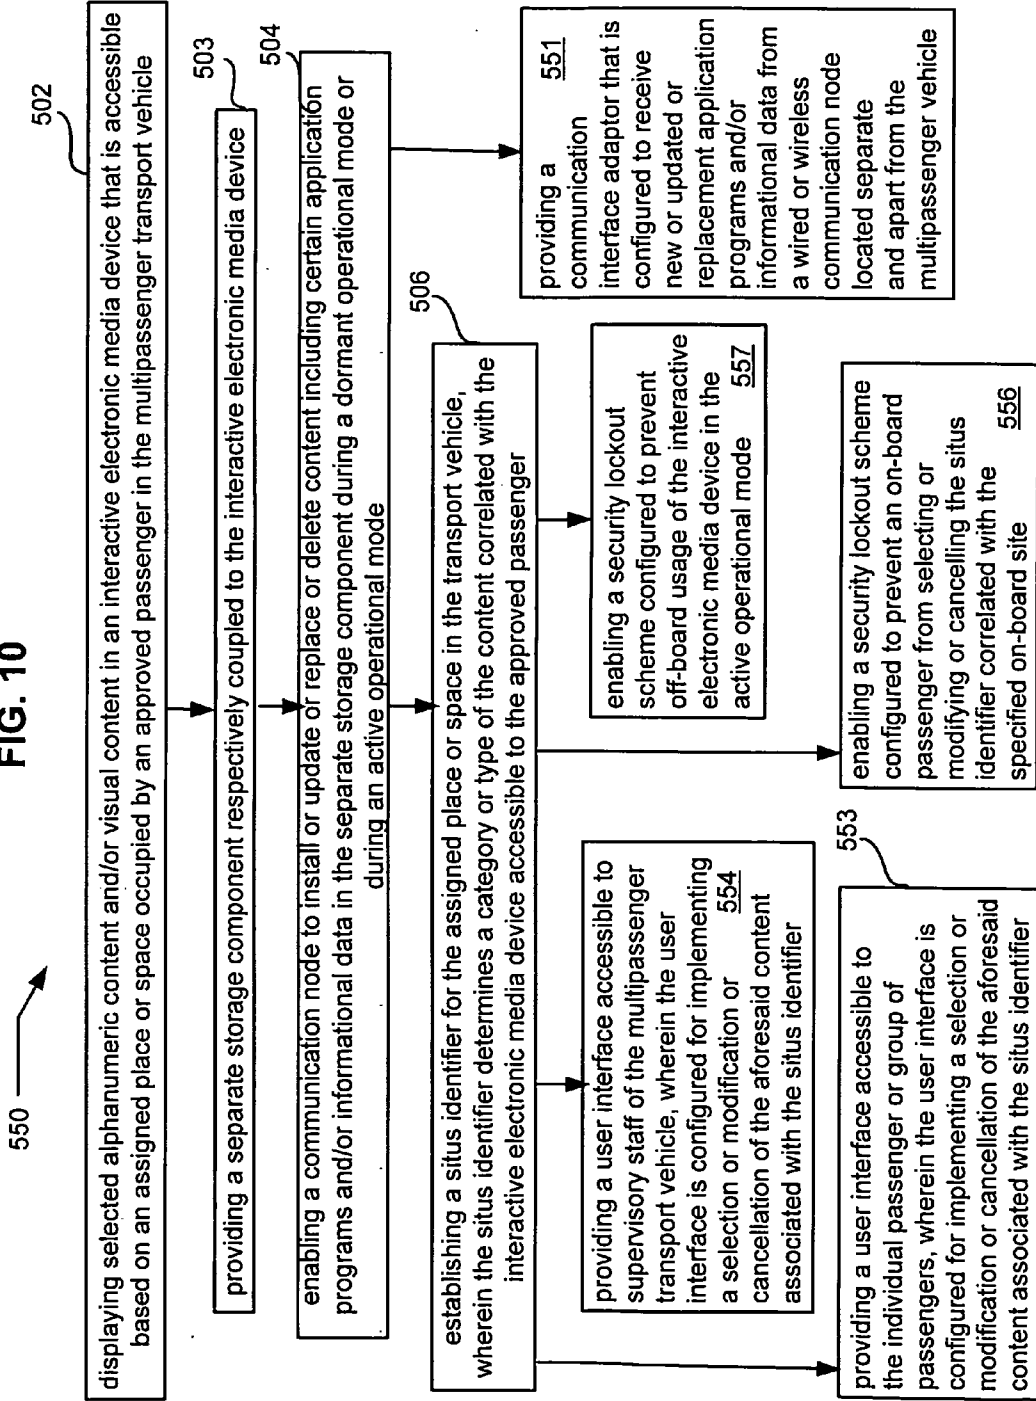 FIG. 10
550
502
displaying selected alphanumeric content and/or visual content in an interactive electronic media device that is accessible
based on an assigned place or space occupied by an approved passenger in the multipassenger transport vehicle
503
providing a separate storage component respectively coupled to the interactive electronic media device
504
enabling a communication node to install or update or replace or delete content including certain application
programs and/or informational data in the separate storage component during a dormant operational mode or
during an active operational mode
506
establishing a situs identifier for the assigned place or space in the transport vehicle,
wherein the situs identifier determines a category or type of the content correlated with the
interactive electronic media device accessible to the approved passenger
providing a
communication 551
interface adaptor that is
configured to receive
new or updated or
replacement application
programs and/or
informational data from
a wired or wireless
communication node
located separate
and apart from the
multipassenger vehicle
providing a user interface accessible to
supervisory staff of the multipassenger
transport vehicle, wherein the user
interface is configured for implementing
a selection or modification or 554
cancellation of the aforesaid content
associated with the situs identifier
enabling a security lockout
scheme configured to prevent
off-board usage of the interactive
electronic media device in the
active operational mode 557
553
providing a user interface accessible to
the individual passenger or group of
passengers, wherein the user interface is
configured for implementing a selection or
modification or cancellation of the aforesaid
content associated with the situs identifier
enabling a security lockout scheme
configured to prevent an on-board
passenger from selecting or
modifying or cancelling the situs
identifier correlated with the
specified on-board site 556